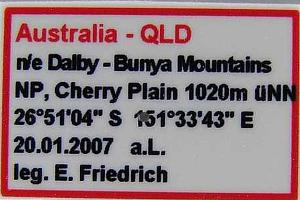 Australia - QLD
n/e Dalby - Bunya Mountains
NP, Cherry Plain 1020m üNN
26°51'04" S 151°33'43" E
20.01.2007 a.L.
leg. E. Friedrich